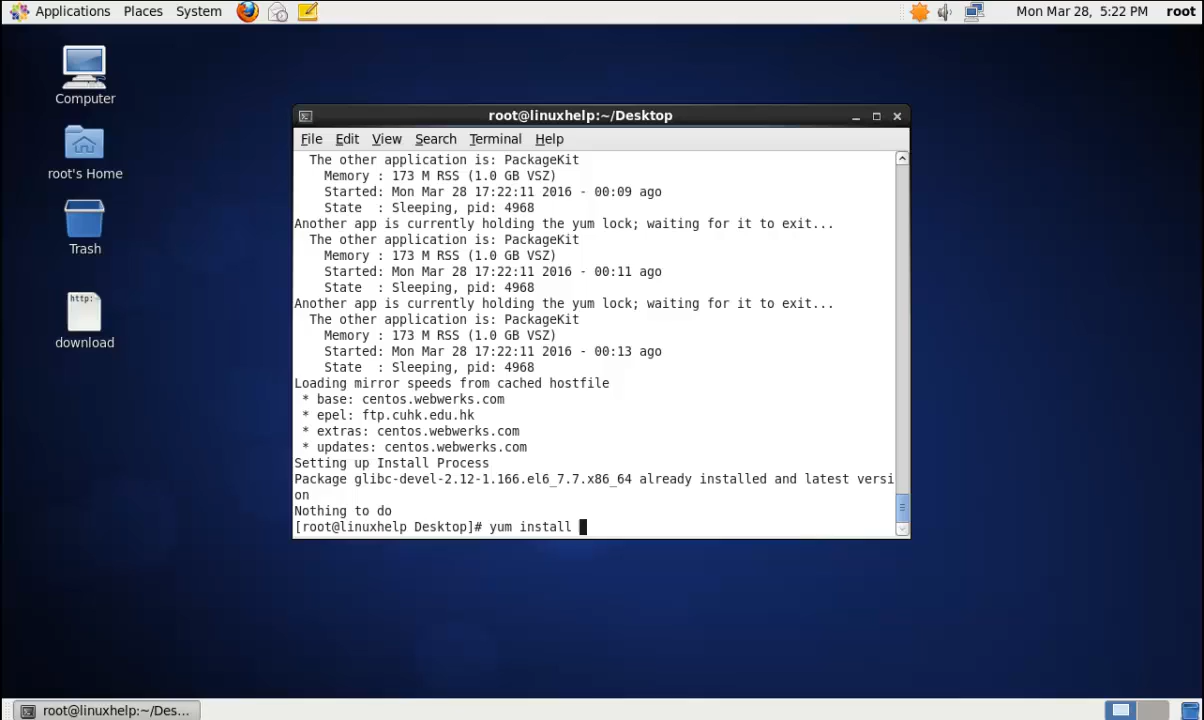 Applications Places System Mon Mar 28, 5:22 PM root
Computer
root's Home
Trash
http:
download
root@linuxhelp:~/Desktop
File Edit View Search Terminal Help
The other application is: PackageKit
Memory : 173 M RSS (1.0 GB VSZ)
Started: Mon Mar 28 17:22:11 2016 - 00:09 ago
State : Sleeping, pid: 4968
Another app is currently holding the yum lock; waiting for it to exit...
The other application is: PackageKit
Memory : 173 M RSS (1.0 GB VSZ)
Started: Mon Mar 28 17:22:11 2016 - 00:11 ago
State : Sleeping, pid: 4968
Another app is currently holding the yum lock; waiting for it to exit...
The other application is: PackageKit
Memory : 173 M RSS (1.0 GB VSZ)
Started: Mon Mar 28 17:22:11 2016 - 00:13 ago
State : Sleeping, pid: 4968
Loading mirror speeds from cached hostfile
* base: centos.webwerks.com
* epel: ftp.cuhk.edu.hk
* extras: centos.webwerks.com
* updates: centos.webwerks.com
Setting up Install Process
Package glibc-devel-2.12-1.166.el6_7.7.x86_64 already installed and latest versi
on
Nothing to do
[root@linuxhelp Desktop]# yum install
root@linuxhelp:~/Des...